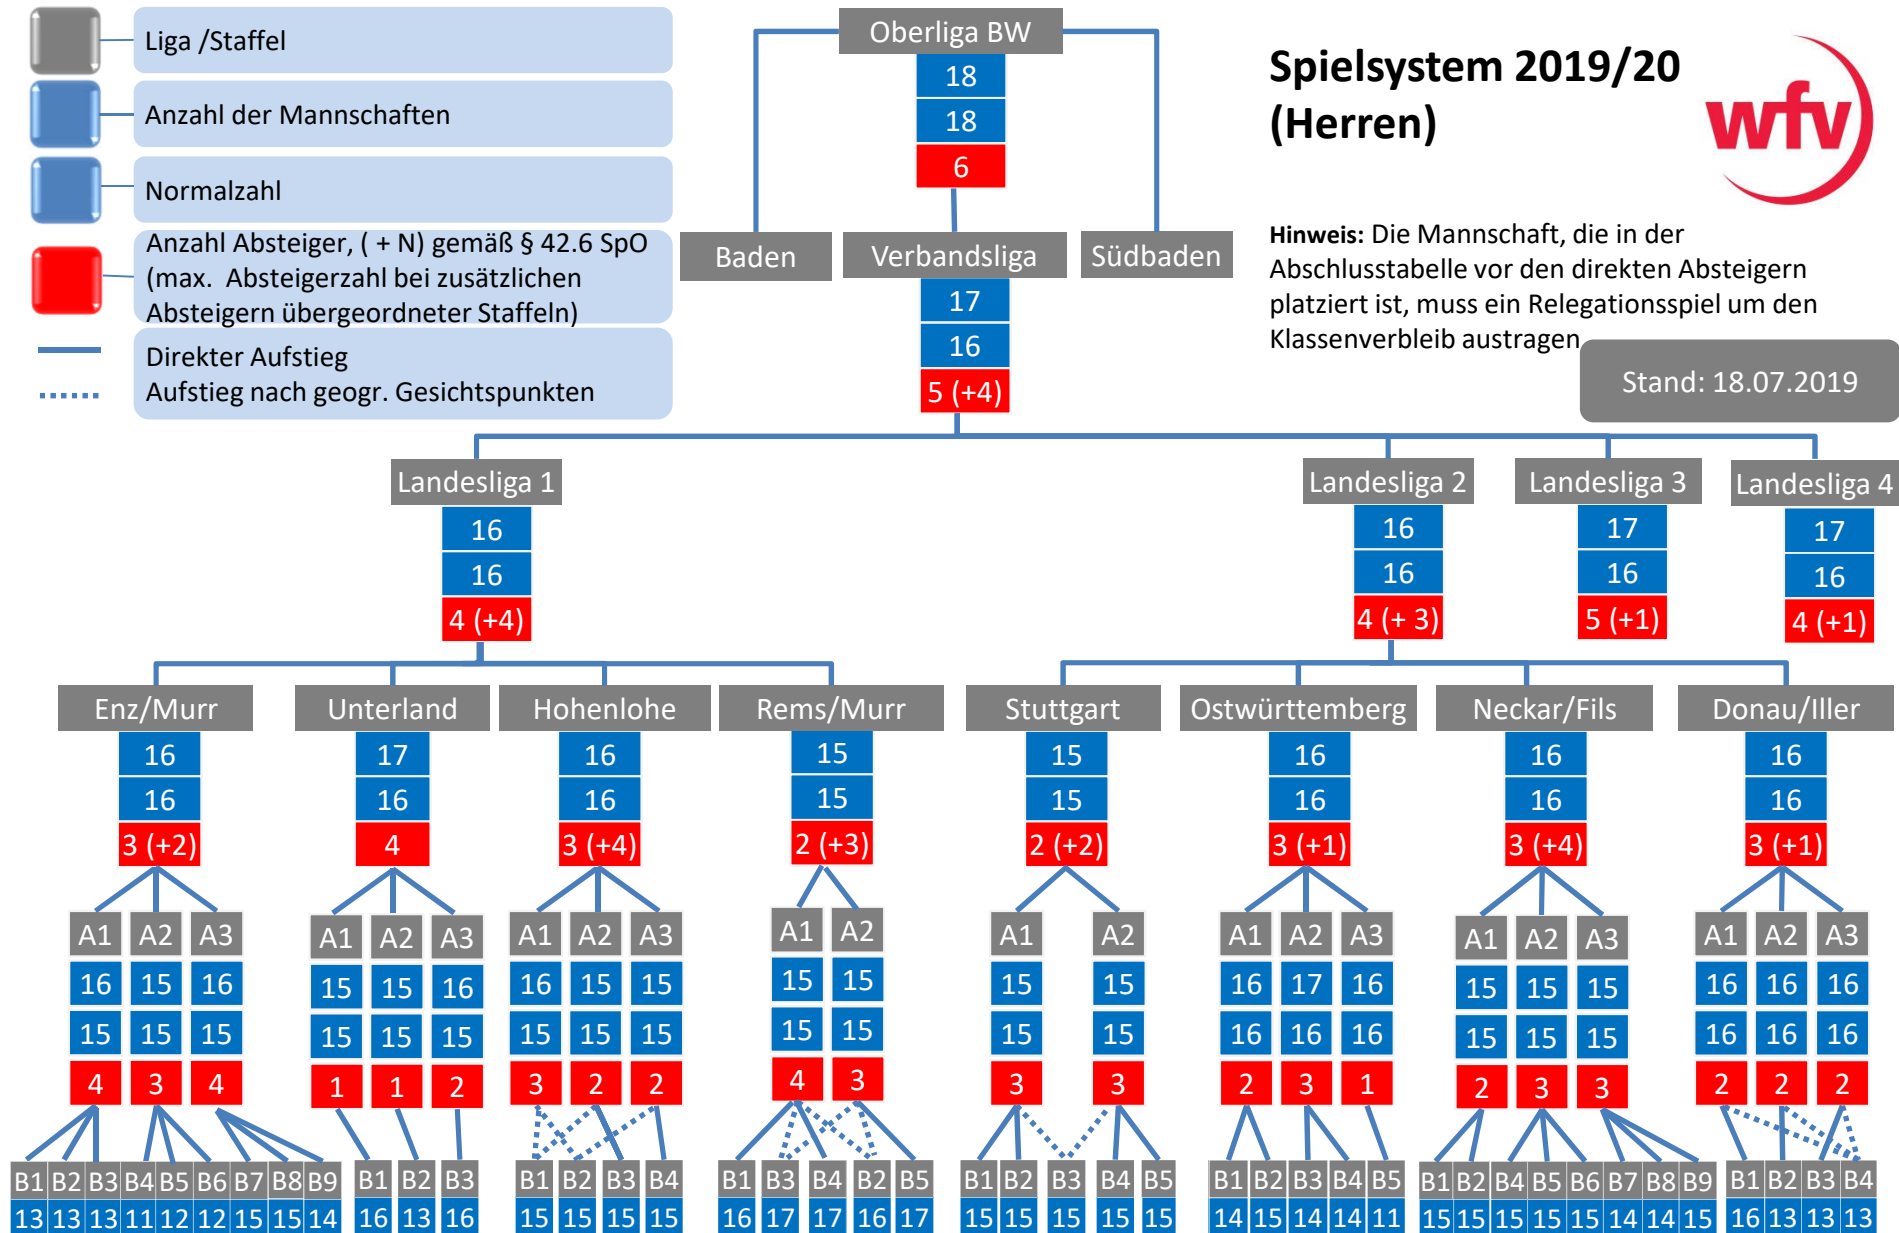 Liga /Staffel
Anzahl der Mannschaften
Normalzahl
Anzahl Absteiger, ( + N) gemäß § 42.6 SpO
(max.  Absteigerzahl bei zusätzlichen
Absteigern übergeordneter Staffeln)
Direkter Aufstieg
Aufstieg nach geogr. Gesichtspunkten
Oberliga BW
18
18
6
Spielsystem 2019/20
(Herren)
wfv
Hinweis: Die Mannschaft, die in der
Abschlusstabelle vor den direkten Absteigern
platziert ist, muss ein Relegationsspiel um den
Klassenverbleib austragen
Stand: 18.07.2019
Baden Verbandsliga Südbaden
17
16
5 (+4)
Landesliga 1 Landesliga 2 Landesliga 3 Landesliga 4
16 16 17 17
16 16 16 16
4 (+4) 4 (+ 3) 5 (+1) 4 (+1)
Enz/Murr Unterland Hohenlohe Rems/Murr Stuttgart Ostwürttemberg Neckar/Fils Donau/Iller
16 17 16 15 15 16 16 16
16 16 16 15 15 16 16 16
3 (+2) 4 3 (+4) 2 (+3) 2 (+2) 3 (+1) 3 (+4) 3 (+1)
A1 A2 A3 A1 A2 A3 A1 A2 A3 A1 A2 A1 A2 A1 A2 A3 A1 A2 A3 A1 A2 A3
16 15 16 15 15 16 16 15 15 15 15 15 15 16 17 16 15 15 15 16 16 16
15 15 15 15 15 15 15 15 15 15 15 15 15 16 16 16 15 15 15 16 16 16
4 3 4 1 1 2 3 2 2 4 3 3 3 2 3 1 2 3 3 2 2 2
B1 B2 B3 B4 B5 B6 B7 B8 B9 B1 B2 B3 B1 B2 B3 B4 B1 B3 B4 B2 B5 B1 B2 B3 B4 B5 B1 B2 B3 B4 B5 B1 B2 B4 B5 B6 B7 B8 B9 B1 B2 B3 B4
13 13 13 11 12 12 15 15 14 16 13 16 15 15 15 15 16 17 17 16 17 15 15 15 15 15 14 15 14 14 11 15 15 15 15 15 14 14 15 16 13 13 13